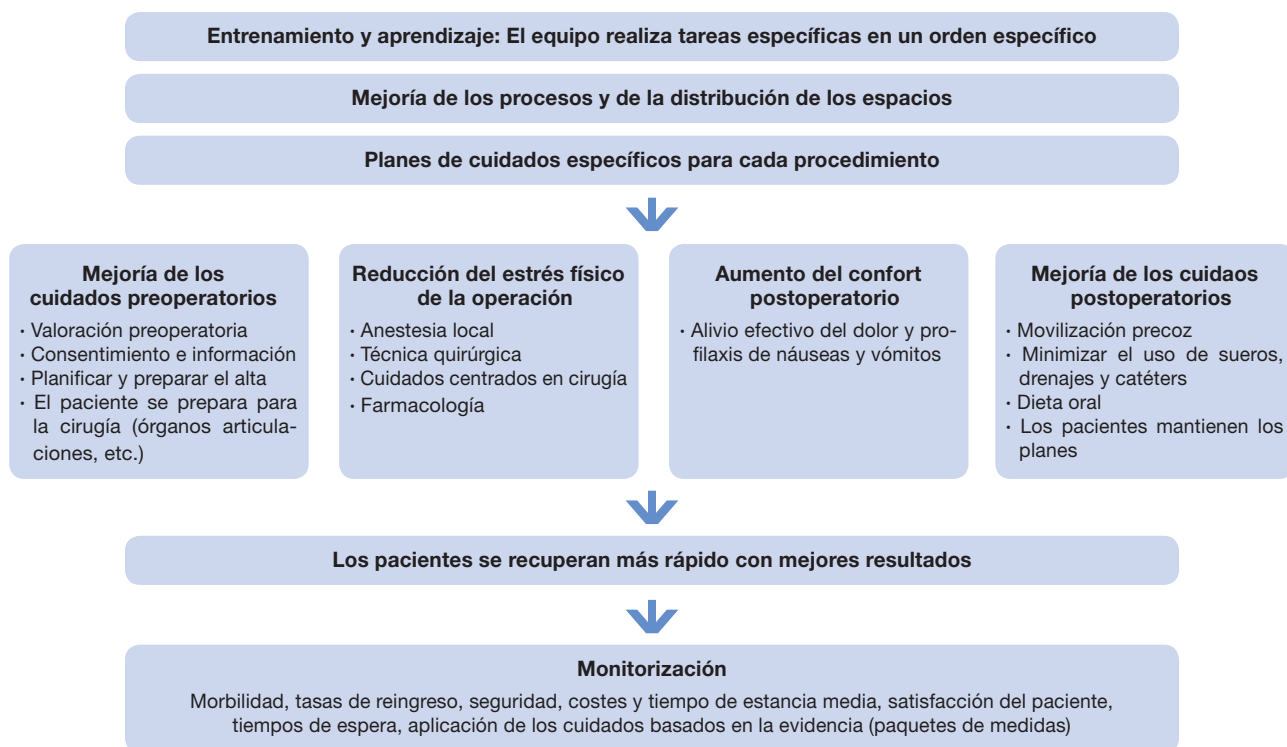 Entrenamiento y aprendizaje: El equipo realiza tareas específicas en un orden específico
Mejoría de los procesos y de la distribución de los espacios
Planes de cuidados específicos para cada procedimiento
Mejoría de los
cuidados preoperatorios
· Valoración preoperatoria
· Consentimiento e información
· Planificar y preparar el alta
· El paciente se prepara para
la cirugía (órganos articula-
ciones, etc.)
Reducción del estrés físico
de la operación
· Anestesia local
· Técnica quirúrgica
· Cuidados centrados en cirugía
· Farmacología
Aumento del confort
postoperatorio
· Alivio efectivo del dolor y pro-
filaxis de náuseas y vómitos
Mejoría de los cuidaos
postoperatorios
· Movilización precoz
· Minimizar el uso de sueros,
drenajes y catéters
· Dieta oral
· Los pacientes mantienen los
planes
Los pacientes se recuperan más rápido con mejores resultados
Monitorización
Morbilidad, tasas de reingreso, seguridad, costes y tiempo de estancia media, satisfacción del paciente,
tiempos de espera, aplicación de los cuidados basados en la evidencia (paquetes de medidas)